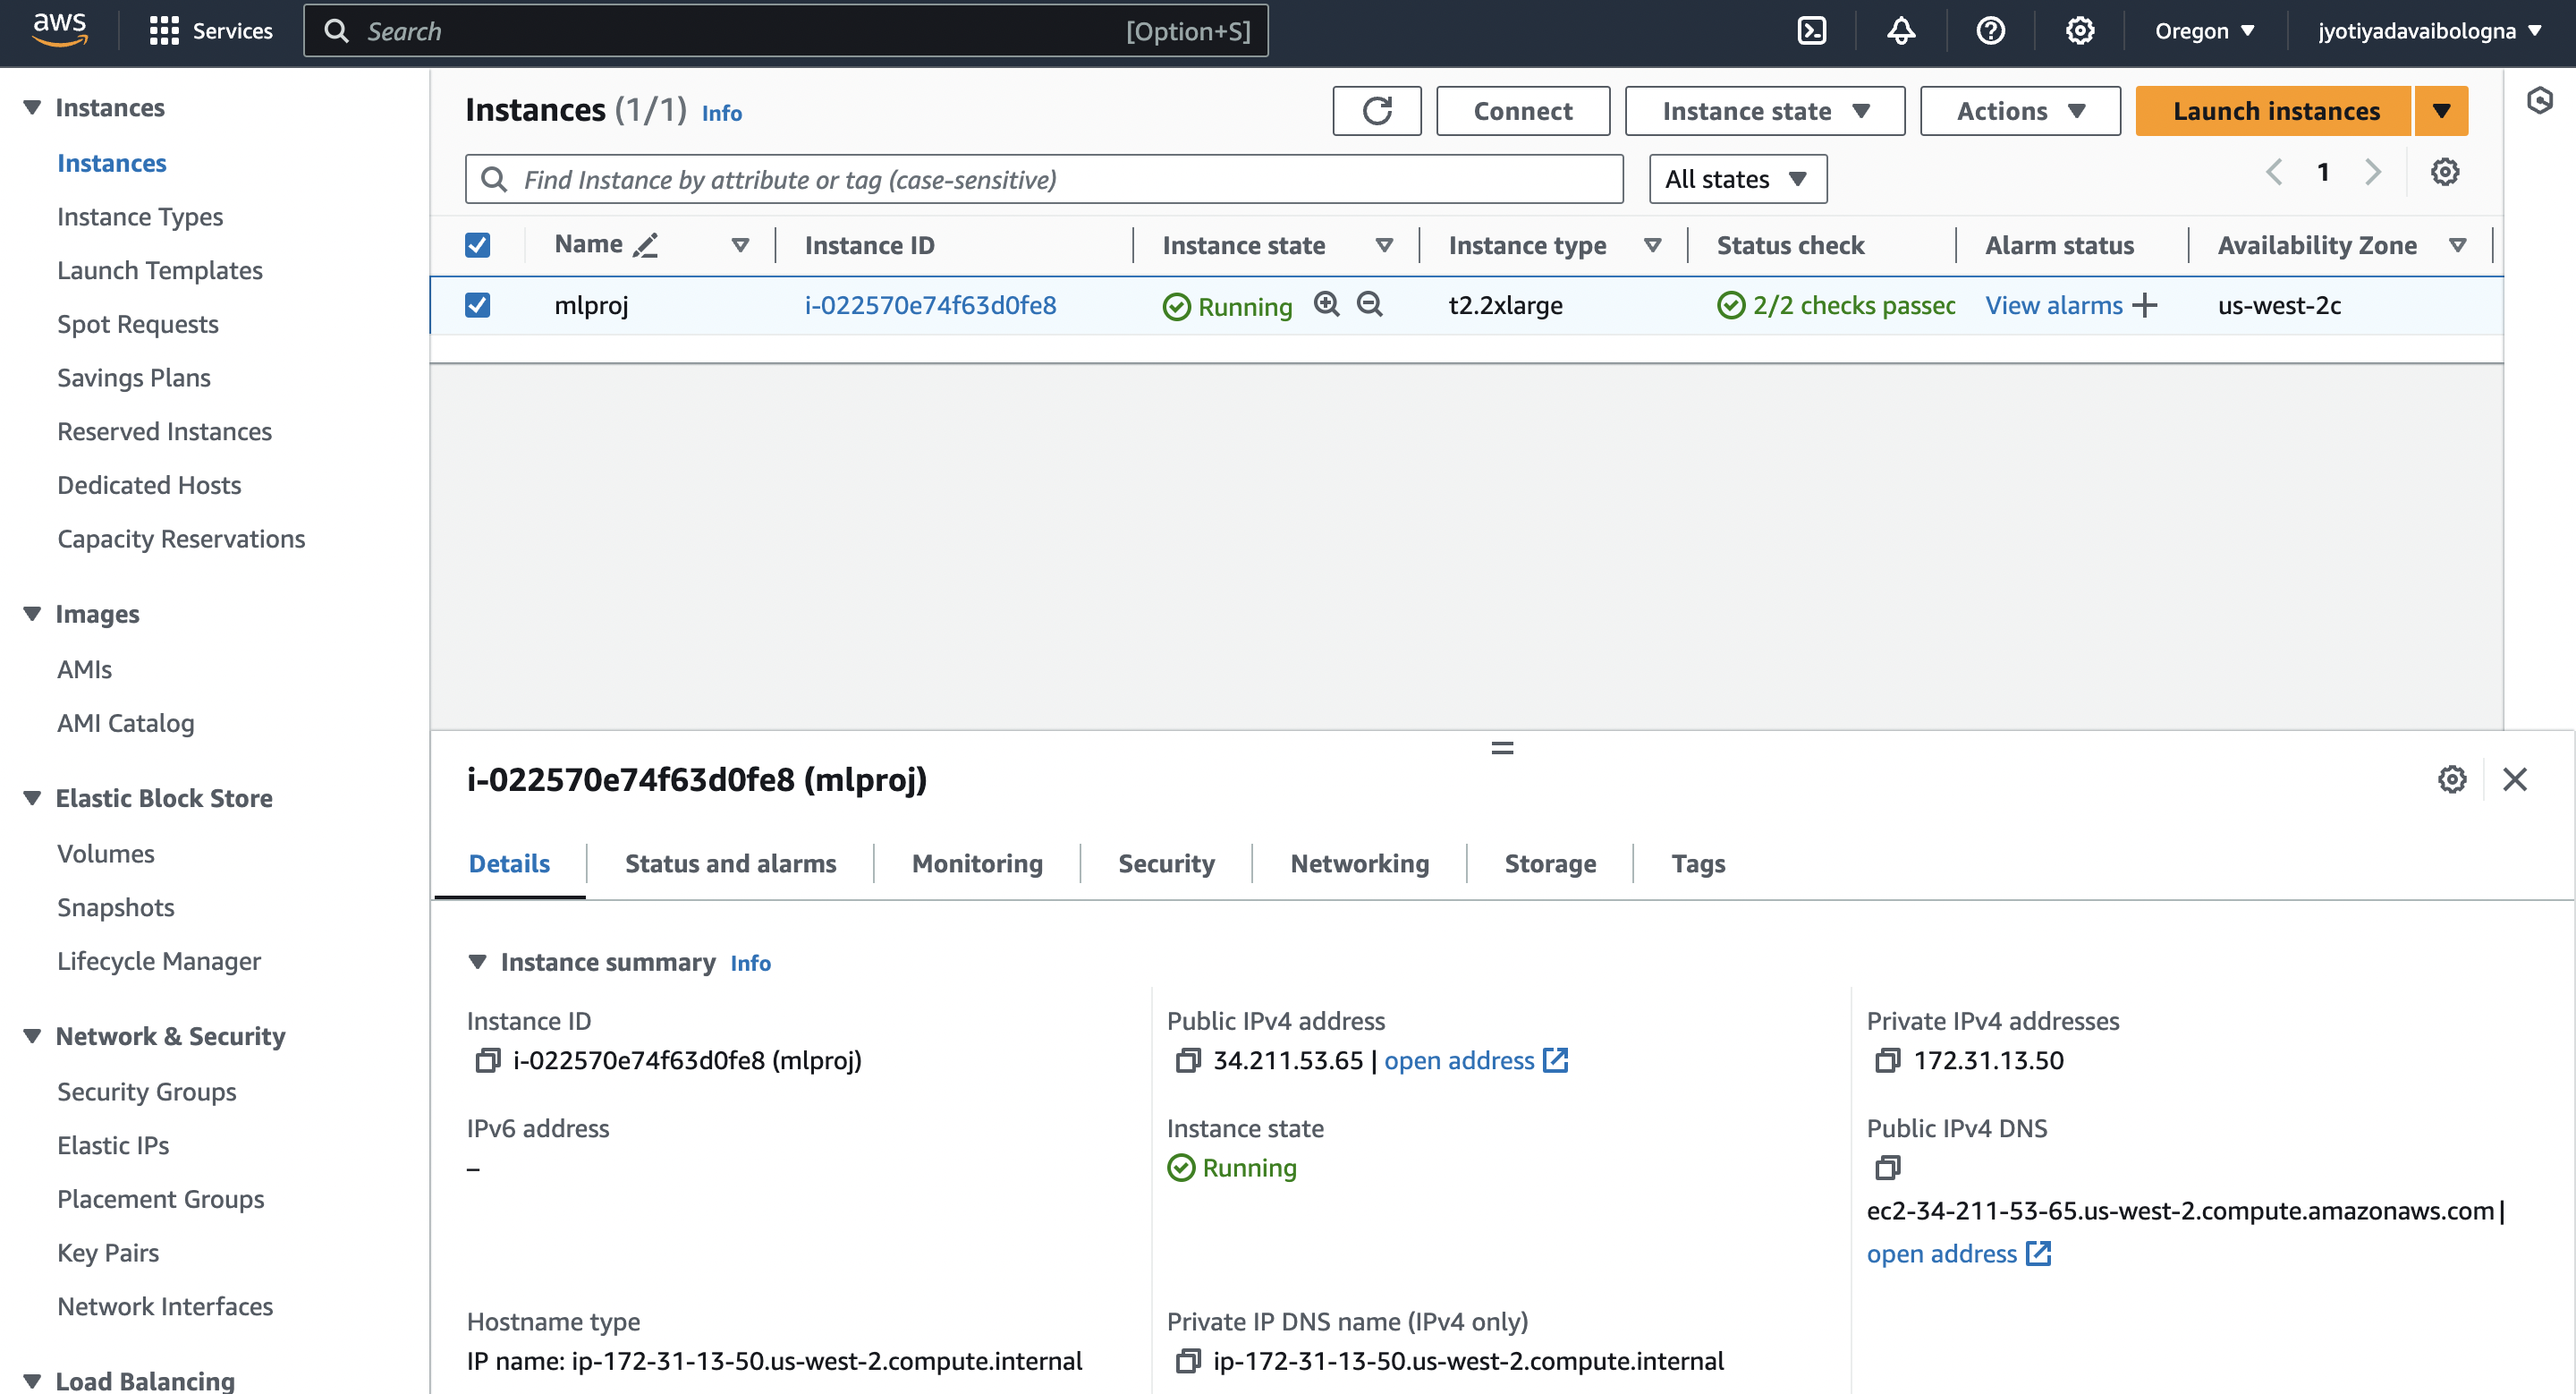 aws
Services
Search
[Option+S]
Oregon
jyotiyadavaibologna
Instances
Instances
Instance Types
Launch Templates
Spot Requests
Savings Plans
Reserved Instances
Dedicated Hosts
Capacity Reservations
Images
AMIs
AMI Catalog
Elastic Block Store
Volumes
Snapshots
Lifecycle Manager
Network & Security
Security Groups
Elastic IPs
Placement Groups
Key Pairs
Network Interfaces
Load Balancing
Instances (1/1) Info
Connect
Instance state
Actions
Launch instances
Find Instance by attribute or tag (case-sensitive)
All states
1
Name
Instance ID
Instance state
Instance type
Status check
Alarm status
Availability Zone
mlproj
i-022570e74f63d0fe8
Running
t2.2xlarge
2/2 checks passec
View alarms
us-west-2c
i-022570e74f63d0fe8 (mlproj)
Details
Status and alarms
Monitoring
Security
Networking
Storage
Tags
Instance summary Info
Instance ID
i-022570e74f63d0fe8 (mlproj)
Public IPv4 address
34.211.53.65 | open address
Private IPv4 addresses
172.31.13.50
IPv6 address
–
Instance state
Running
Public IPv4 DNS
ec2-34-211-53-65.us-west-2.compute.amazonaws.com |
open address
Hostname type
IP name: ip-172-31-13-50.us-west-2.compute.internal
Private IP DNS name (IPv4 only)
ip-172-31-13-50.us-west-2.compute.internal